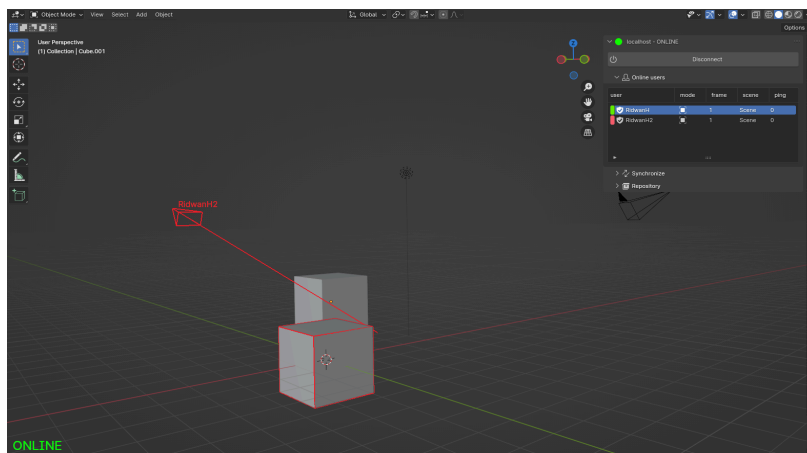 Object Mode View Select Add Object Global
Options
User Perspective
(1) Collection | Cube.001
localhost - ONLINE
Disconnect
Online users
user mode frame scene ping
RidwanH 1 Scene 0
RidwanH2 1 Scene 0
Synchronize
Repository
Z
RidwanH2
ONLINE